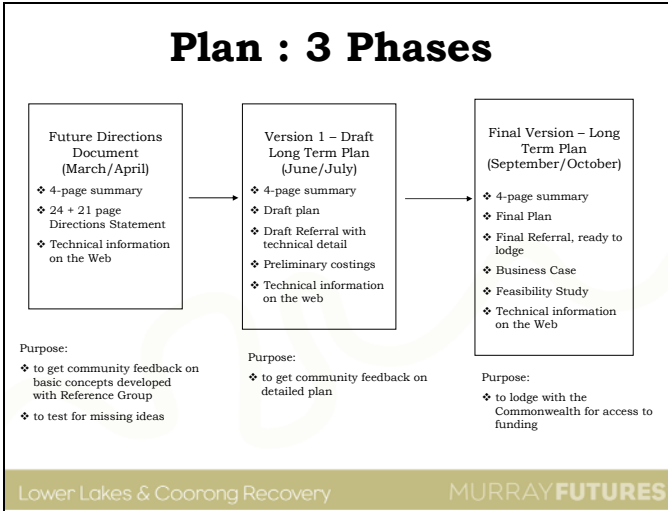 Plan : 3 Phases
Future Directions
Document
(March/April)
❖ 4-page summary
❖ 24 + 21 page
Directions Statement
❖ Technical information
on the Web
Purpose:
❖ to get community feedback on
basic concepts developed
with Reference Group
❖ to test for missing ideas
Version 1 – Draft
Long Term Plan
(June/July)
❖ 4-page summary
❖ Draft plan
❖ Draft Referral with
technical detail
❖ Preliminary costings
❖ Technical information
on the web
Purpose:
❖ to get community feedback on
detailed plan
Final Version – Long
Term Plan
(September/October)
❖ 4-page summary
❖ Final Plan
❖ Final Referral, ready to
lodge
❖ Business Case
❖ Feasibility Study
❖ Technical information
on the Web
Purpose:
❖ to lodge with the
Commonwealth for access to
funding
Lower Lakes & Coorong Recovery
MURRAYFUTURES